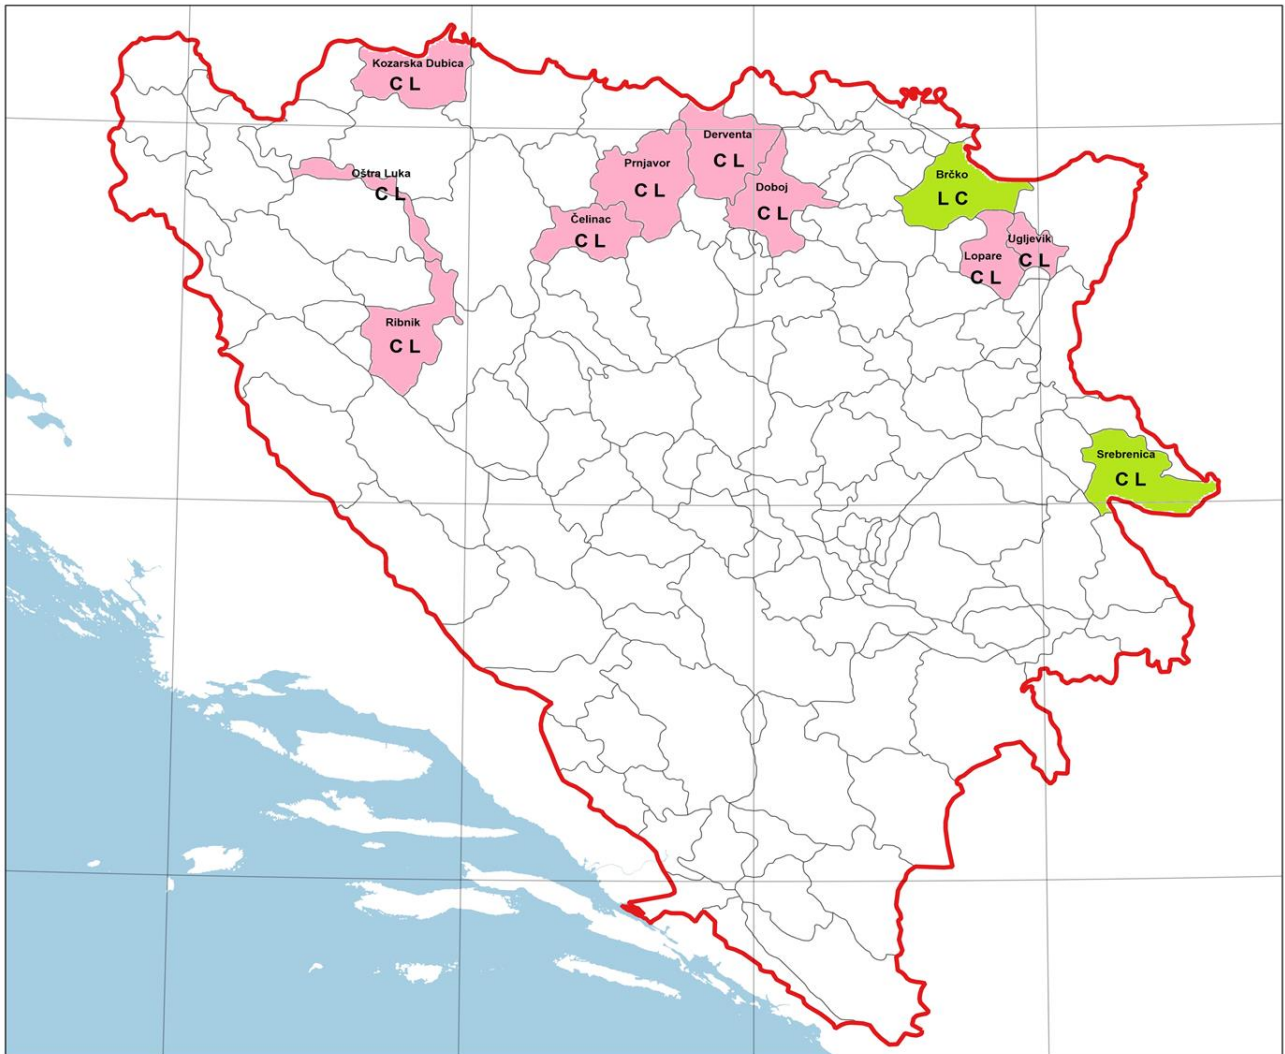 Kozarska Dubica
C L
Derventa
C L
Prnjavor
C L
Oštra Luka
C L
Doboj
C L
Brčko
L C
Čelinac
C L
Ugljevik
C L
Lopare
C L
Ribnik
C L
Srebrenica
C L